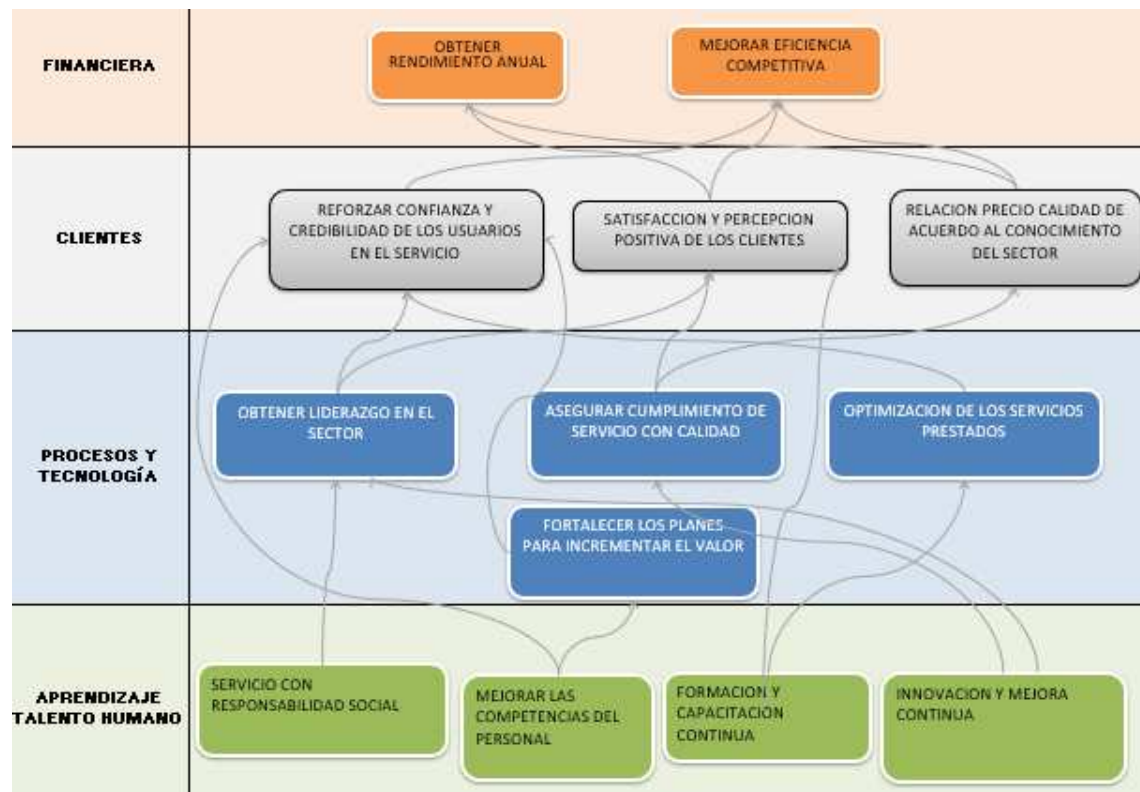 FINANCIERA
OBTENER
RENDIMIENTO ANUAL
MEJORAR EFICIENCIA
COMPETITIVA
CLIENTES
REFORZAR CONFIANZA Y
CREDIBILIDAD DE LOS USUARIOS
EN EL SERVICIO
SATISFACCION Y PERCEPCION
POSITIVA DE LOS CLIENTES
RELACION PRECIO CALIDAD DE
ACUERDO AL CONOCIMIENTO
DEL SECTOR
PROCESOS Y
TECNOLOGÍA
OBTENER LIDERAZGO EN EL
SECTOR
ASEGURAR CUMPLIMIENTO DE
SERVICIO CON CALIDAD
OPTIMIZACION DE LOS SERVICIOS
PRESTADOS
FORTALECER LOS PLANES
PARA INCREMENTAR EL VALOR
APRENDIZAJE
TALENTO HUMANO
SERVICIO CON
RESPONSABILIDAD SOCIAL
MEJORAR LAS
COMPETENCIAS DEL
PERSONAL
FORMACION Y
CAPACITACION
CONTINUA
INNOVACION Y MEJORA
CONTINUA